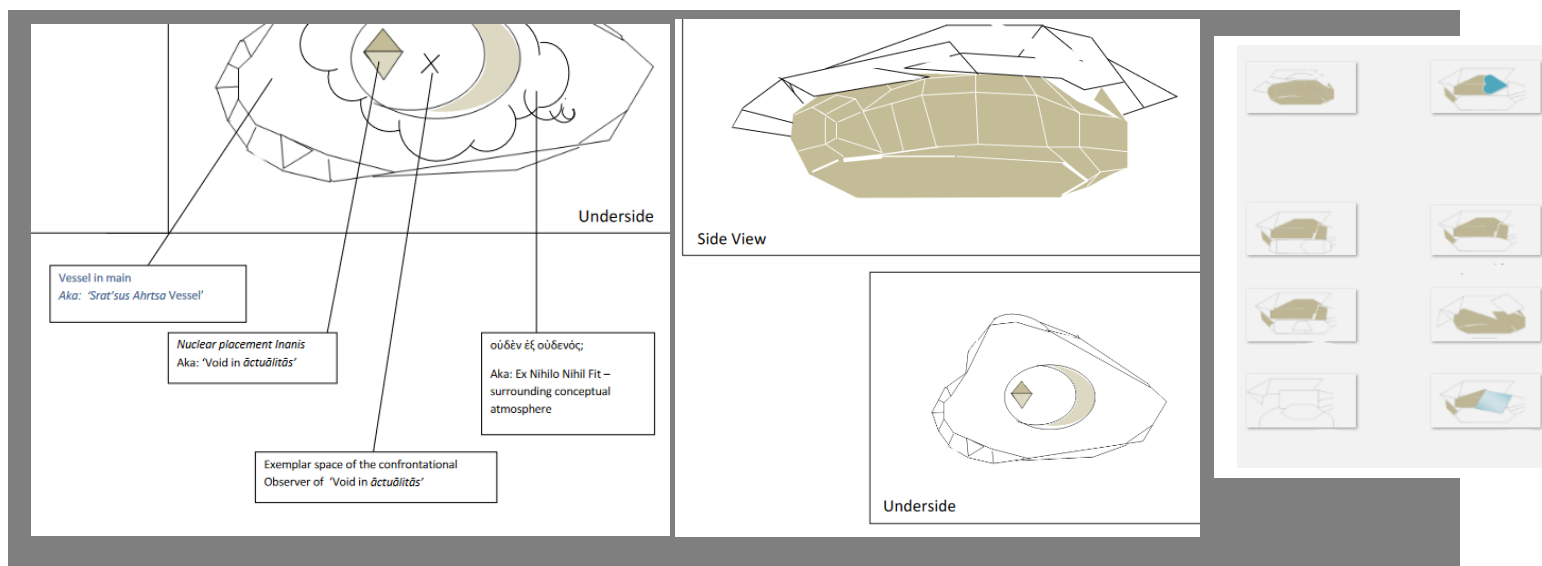 Underside
Vessel in main
Aka: ‘Srat’sus Ahrtsa Vessel’
Nuclear placement Inanis
Aka: ‘Void in āctuālitās’
οὐδὲν ἐξ οὐδενός;
Aka: Ex Nihilo Nihil Fit –
surrounding conceptual
atmosphere
Exemplar space of the confrontational
Observer of ‘Void in āctuālitās’
Side View
Underside